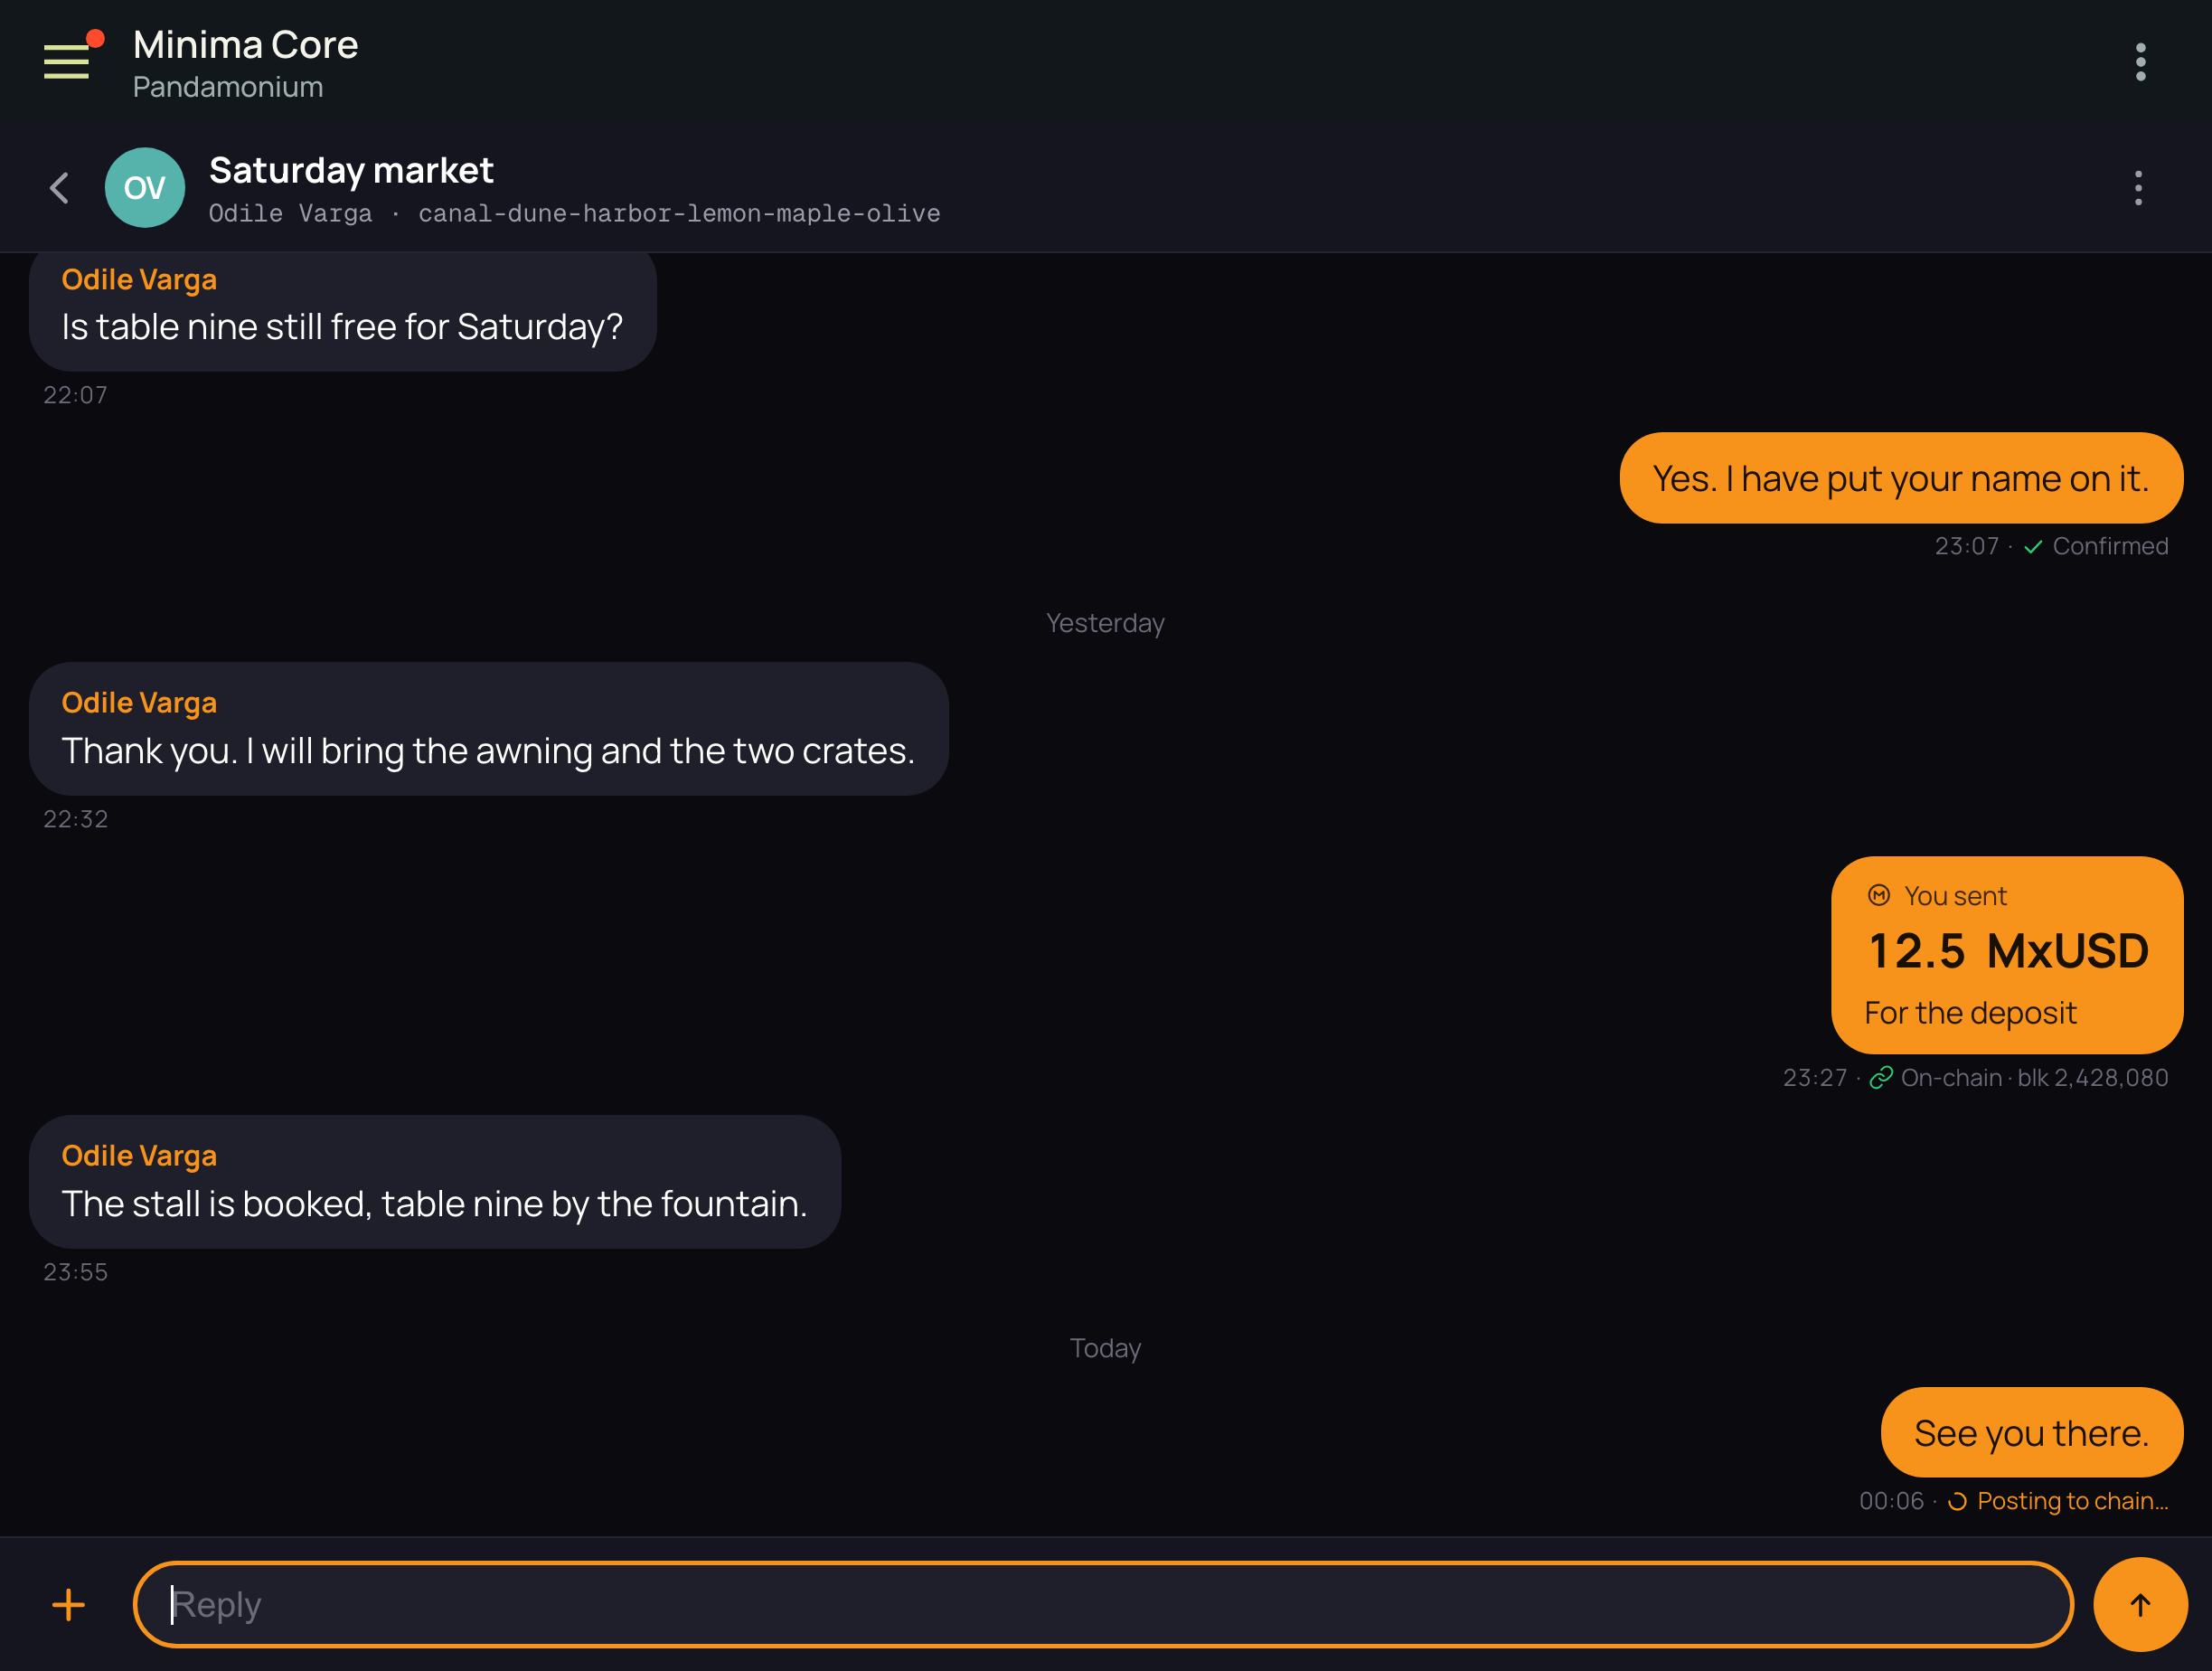 Minima Core
Pandamonium
OV
Saturday market
Odile Varga · canal-dune-harbor-lemon-maple-olive
Odile Varga
Is table nine still free for Saturday?
22:07
Yes. I have put your name on it.
23:07 · Confirmed
Yesterday
Odile Varga
Thank you. I will bring the awning and the two crates.
22:32
You sent
12.5 MxUSD
For the deposit
23:27 · On-chain · blk 2,428,080
Odile Varga
The stall is booked, table nine by the fountain.
23:55
Today
See you there.
00:06 · Posting to chain…
Reply